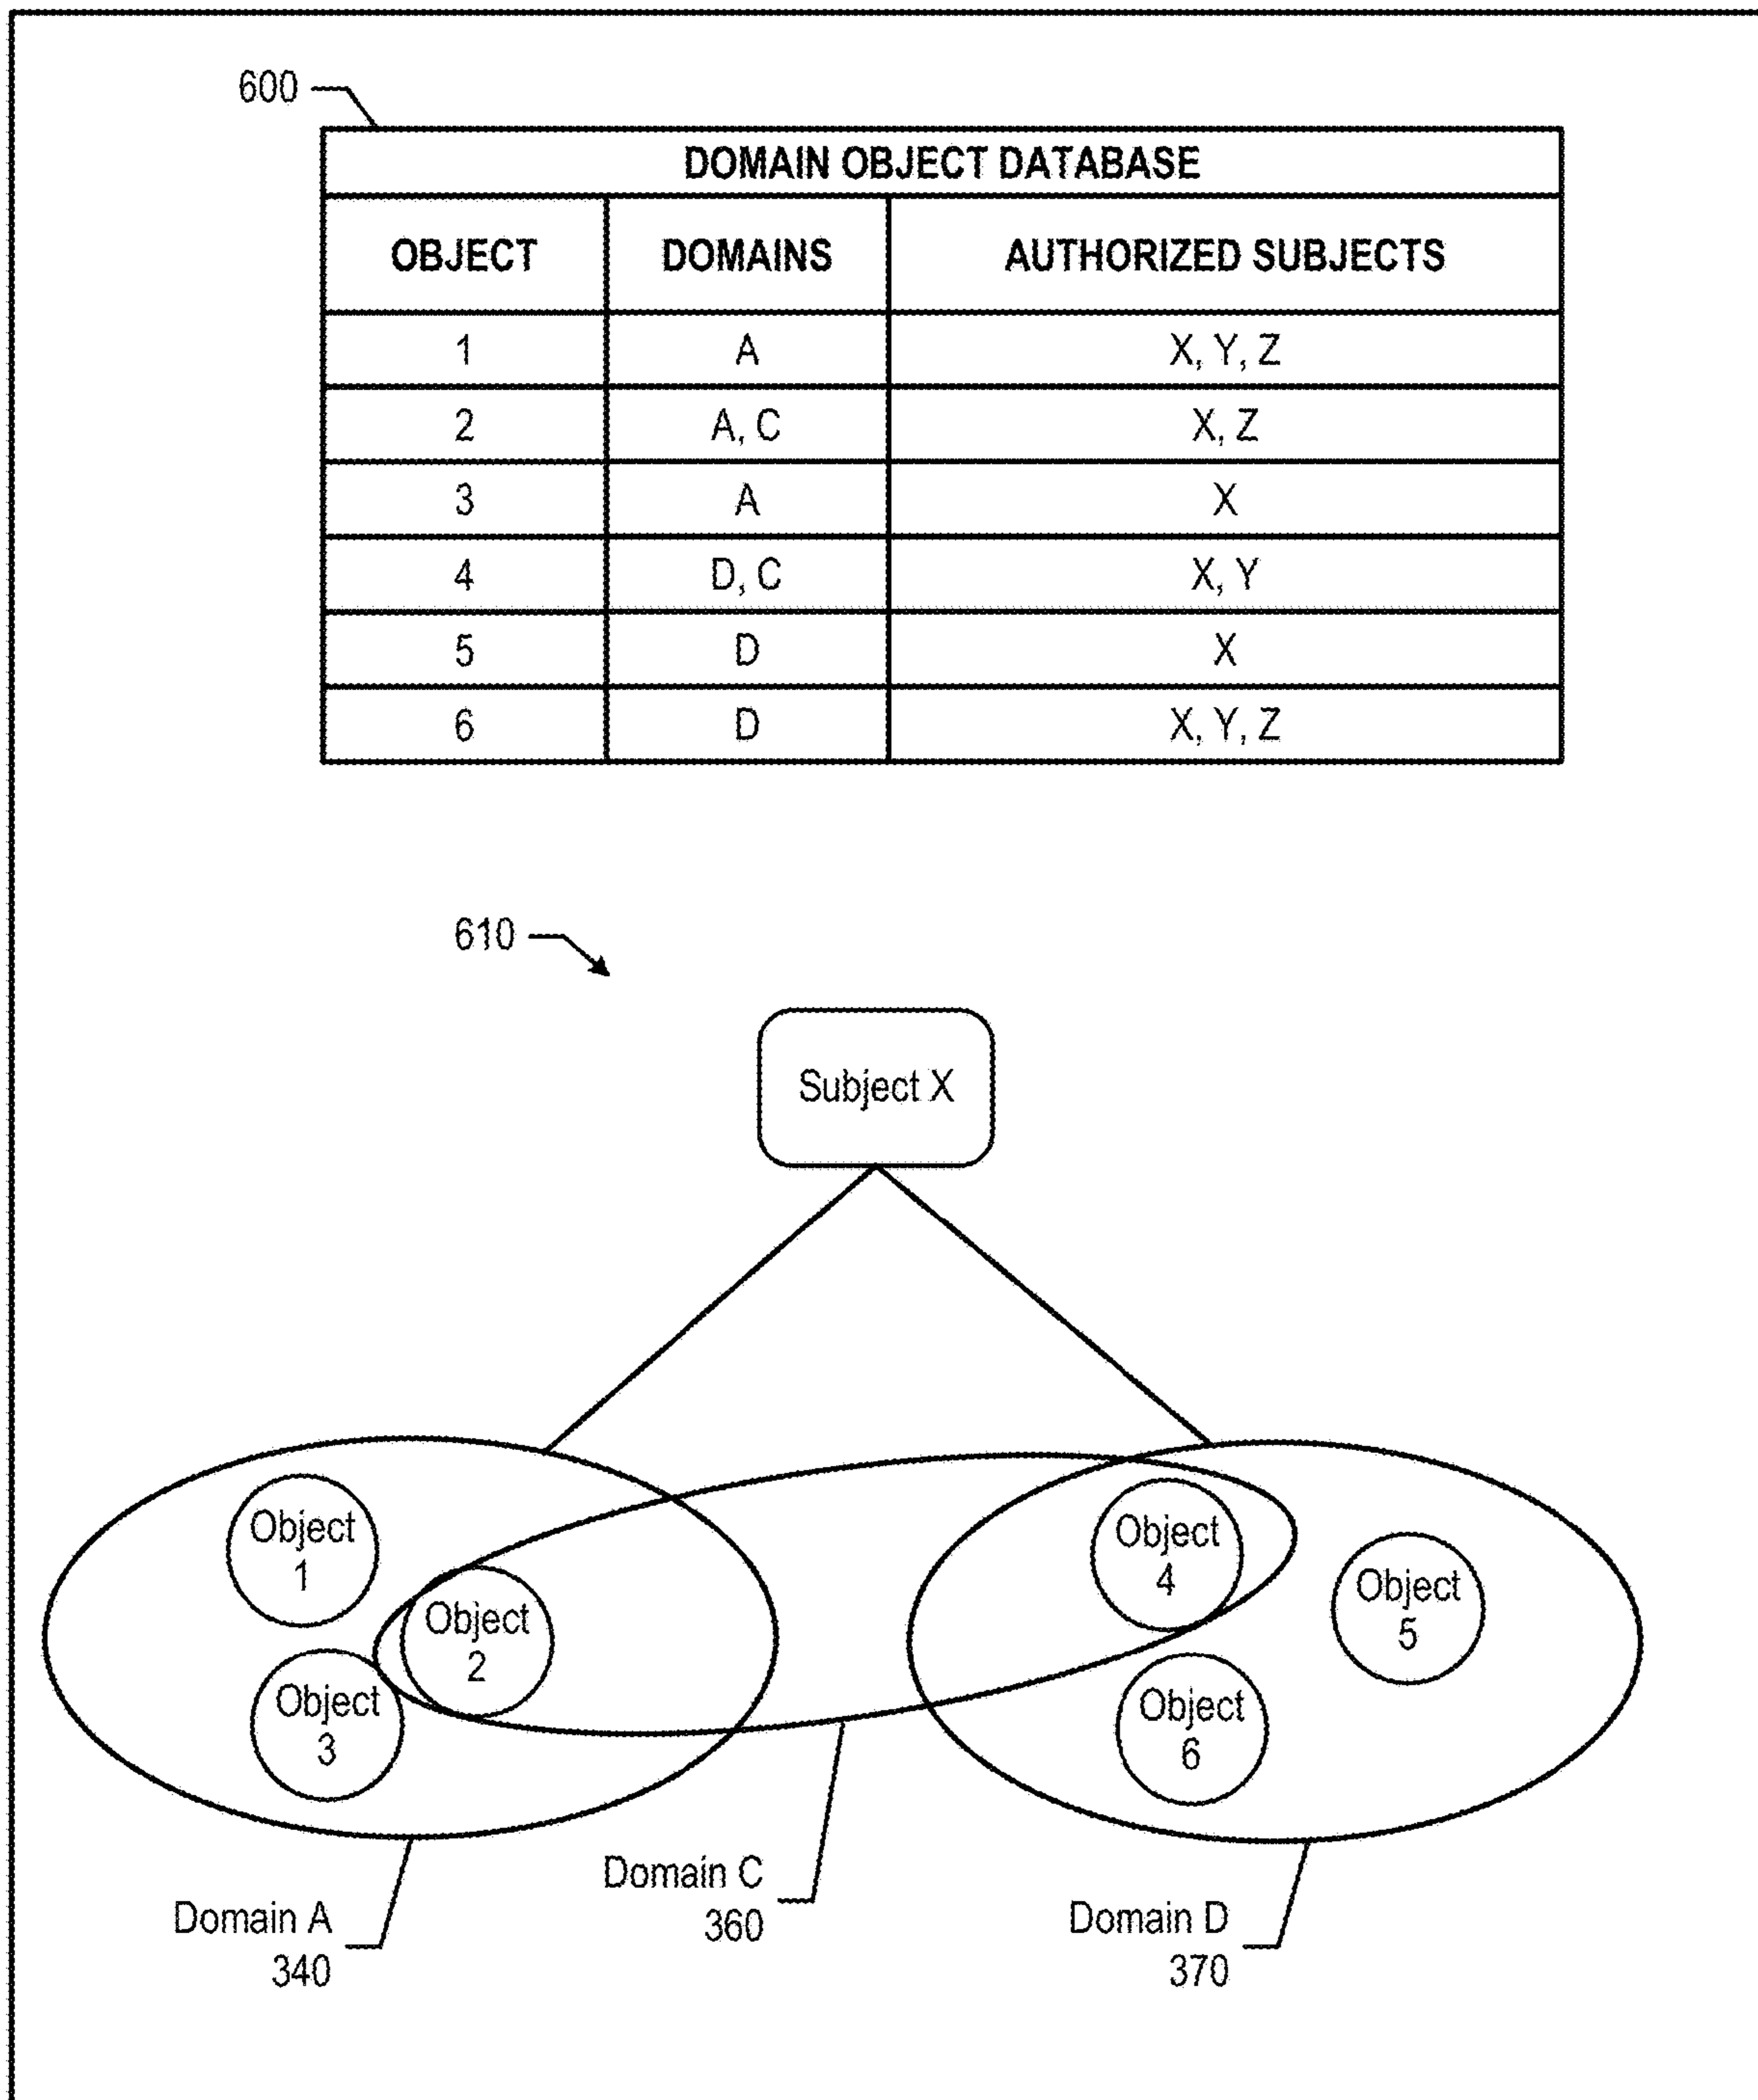 600
DOMAIN OBJECT DATABASE
OBJECT DOMAINS AUTHORIZED SUBJECTS
1 A X, Y, Z
2 A, C X, Z
3 A X
4 D, C X, Y
5 D X
6 D X, Y, Z
610
Subject X
Object
1
Object
2
Object
3
Object
4
Object
5
Object
6
Domain A
340
Domain C
360
Domain D
370